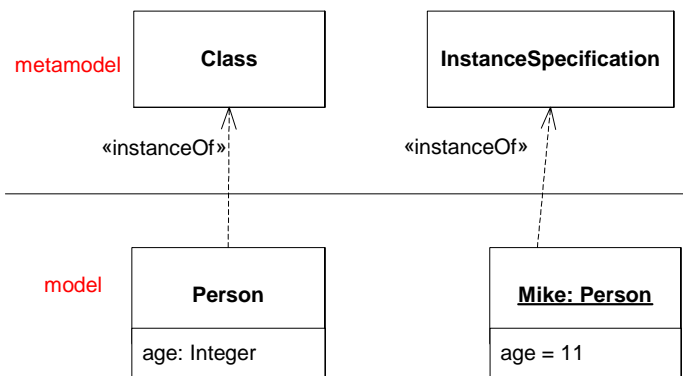 metamodel
Class
InstanceSpecification
«instanceOf»
«instanceOf»
model
Person
Mike: Person
age: Integer
age = 11